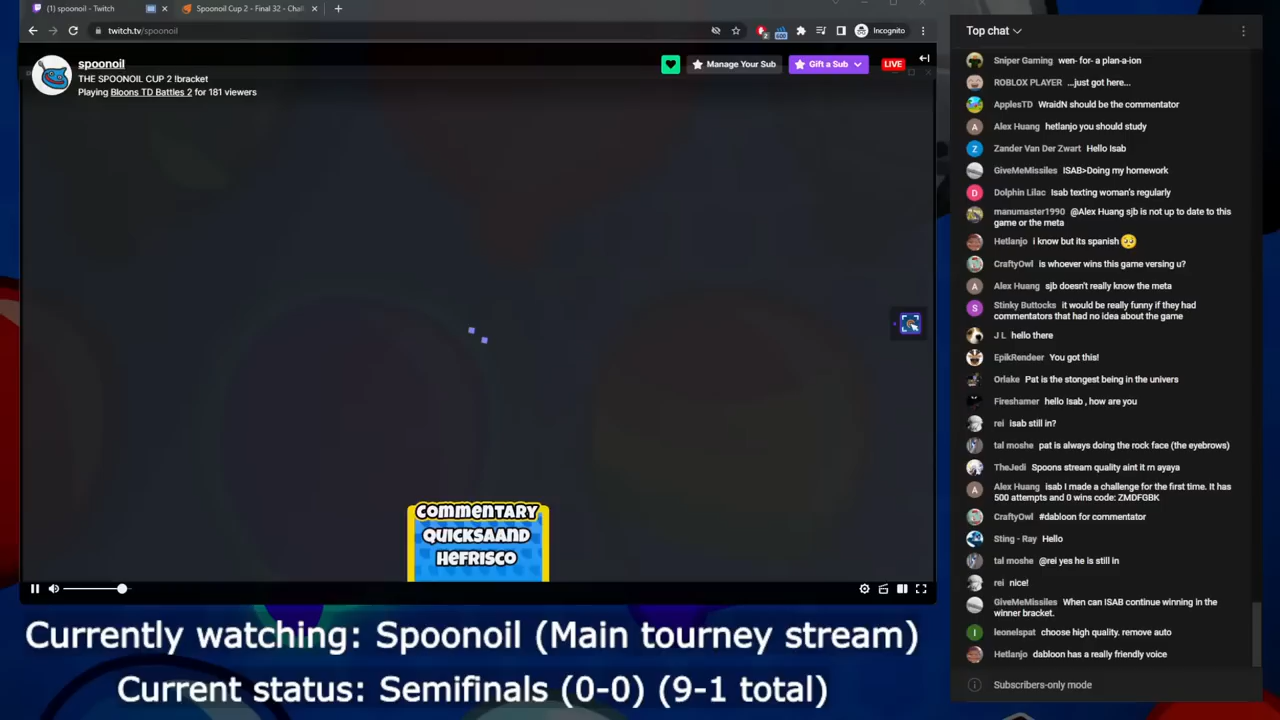 (1) spoonoil - Twitch
Spoonoil Cup 2 - Final 32 - Chal
twitch.tv/spoonoil
Incognito
spoonoil
THE SPOONOIL CUP 2 !bracket
Playing Bloons TD Battles 2 for 181 viewers
Manage Your Sub
Gift a Sub
LIVE
COMMENTARY
QUICKSAAND
HEFRISCO
Currently watching: Spoonoil (Main tourney stream)
Current status: Semifinals (0-0) (9-1 total)
Top chat
Sniper Gaming wen- for- a plan-a-ion
ROBLOX PLAYER ...just got here...
ApplesTD WraidN should be the commentator
A Alex Huang hetlanjo you should study
Z Zander Van Der Zwart Hello Isab
GiveMeMissiles ISAB>Doing my homework
D Dolphin Lilac Isab texting woman's regularly
manumaster1990 @Alex Huang sjb is not up to date to this
game or the meta
Hetlanjo i know but its spanish 🥺
CraftyOwl is whoever wins this game versing u?
A Alex Huang sjb doesn't really know the meta
S Stinky Buttocks it would be really funny if they had
commentators that had no idea about the game
J L hello there
EpikRendeer You got this!
Orlake Pat is the stongest being in the univers
Fireshamer hello Isab , how are you
rei isab still in?
tal moshe pat is always doing the rock face (the eyebrows)
TheJedi Spoons stream quality aint it rn ayaya
A Alex Huang isab I made a challenge for the first time. It has
500 attempts and 0 wins code: ZMDFGBK
CraftyOwl #dabloon for commentator
Sting - Ray Hello
tal moshe @rei yes he is still in
rei nice!
GiveMeMissiles When can ISAB continue winning in the
winner bracket.
I leonelspat choose high quality. remove auto
Hetlanjo dabloon has a really friendly voice
Subscribers-only mode